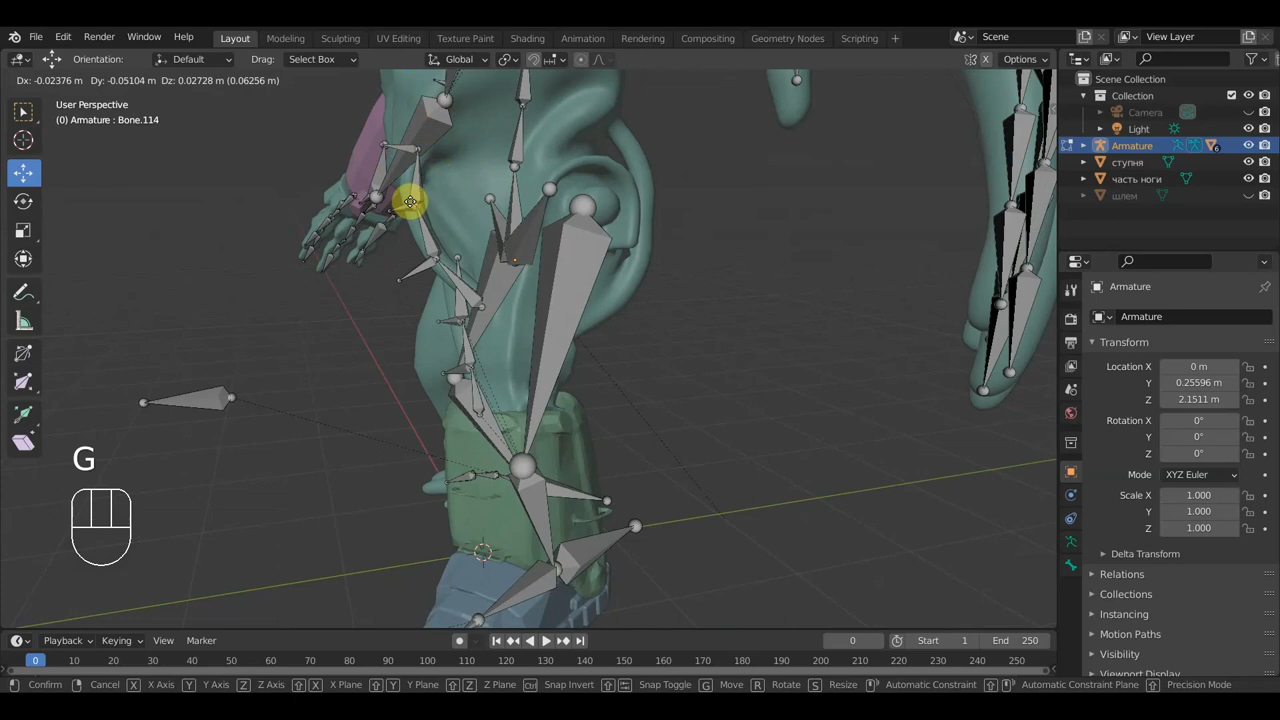 File Edit Render Window Help Layout Modeling Sculpting UV Editing Texture Paint Shading Animation Rendering Compositing Geometry Nodes Scripting + Scene View Layer
Orientation: Default Drag: Select Box Global X Options
Dx: -0.02376 m Dy: -0.05104 m Dz: 0.02728 m (0.06256 m)
User Perspective
(0) Armature : Bone.114
G
Scene Collection
Collection
Camera
Light
Armature 6
ступня
часть ноги
шлем
Armature
Armature
Transform
Location X 0 m
Y 0.25596 m
Z 2.1511 m
Rotation X 0°
Y 0°
Z 0°
Mode XYZ Euler
Scale X 1.000
Y 1.000
Z 1.000
Delta Transform
Relations
Collections
Instancing
Motion Paths
Visibility
Viewport Display
Playback Keying View Marker 0 Start 1 End 250
0 10 20 30 40 50 60 70 80 90 100 110 120 130 140 150 160 170 180 190 200 210 220 230 240 250
Confirm Cancel X X Axis Y Y Axis Z Z Axis X X Plane Y Y Plane Z Z Plane Ctrl Snap Invert Snap Toggle G Move R Rotate S Resize Automatic Constraint Automatic Constraint Plane Precision Mode